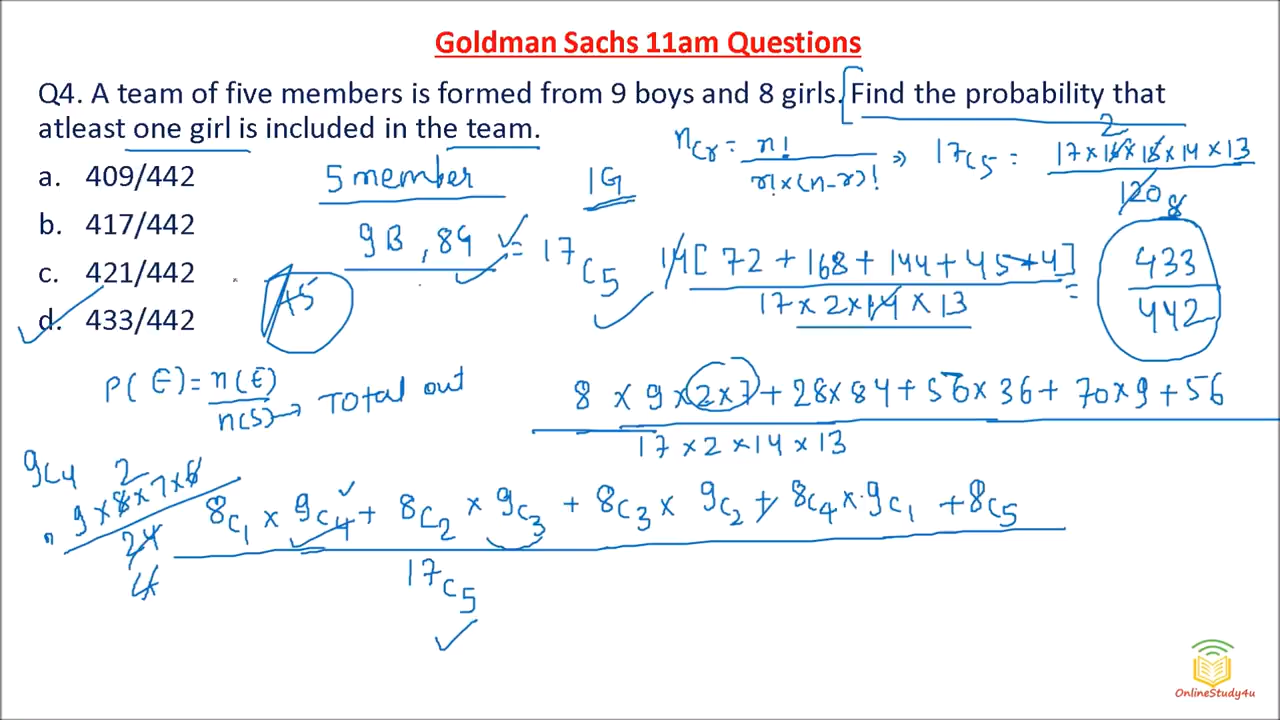 Goldman Sachs 11am Questions
Q4. A team of five members is formed from 9 boys and 8 girls. Find the probability that
atleast one girl is included in the team.
a. 409/442
b. 417/442
c. 421/442
d. 433/442
nCr = n! / r!×(n-r)! ⇒ 17C5 = 17×16×15×14×13 / 120
2
8
5 member
1G
9B, 8G = 17C5
14[72+168+144+45+4] / 17×2×14×13 = 433/442
45
P(E) = n(E) / n(S) → Total out
8 × 9 × 2×7 + 28×84 + 56×36 + 70×9 + 56
17×2×14×13
9C4
2
= 9×8×7×6 / 24
4
8C1 × 9C4 + 8C2 × 9C3 + 8C3 × 9C2 + 8C4 × 9C1 + 8C5
17C5
OnlineStudy4u